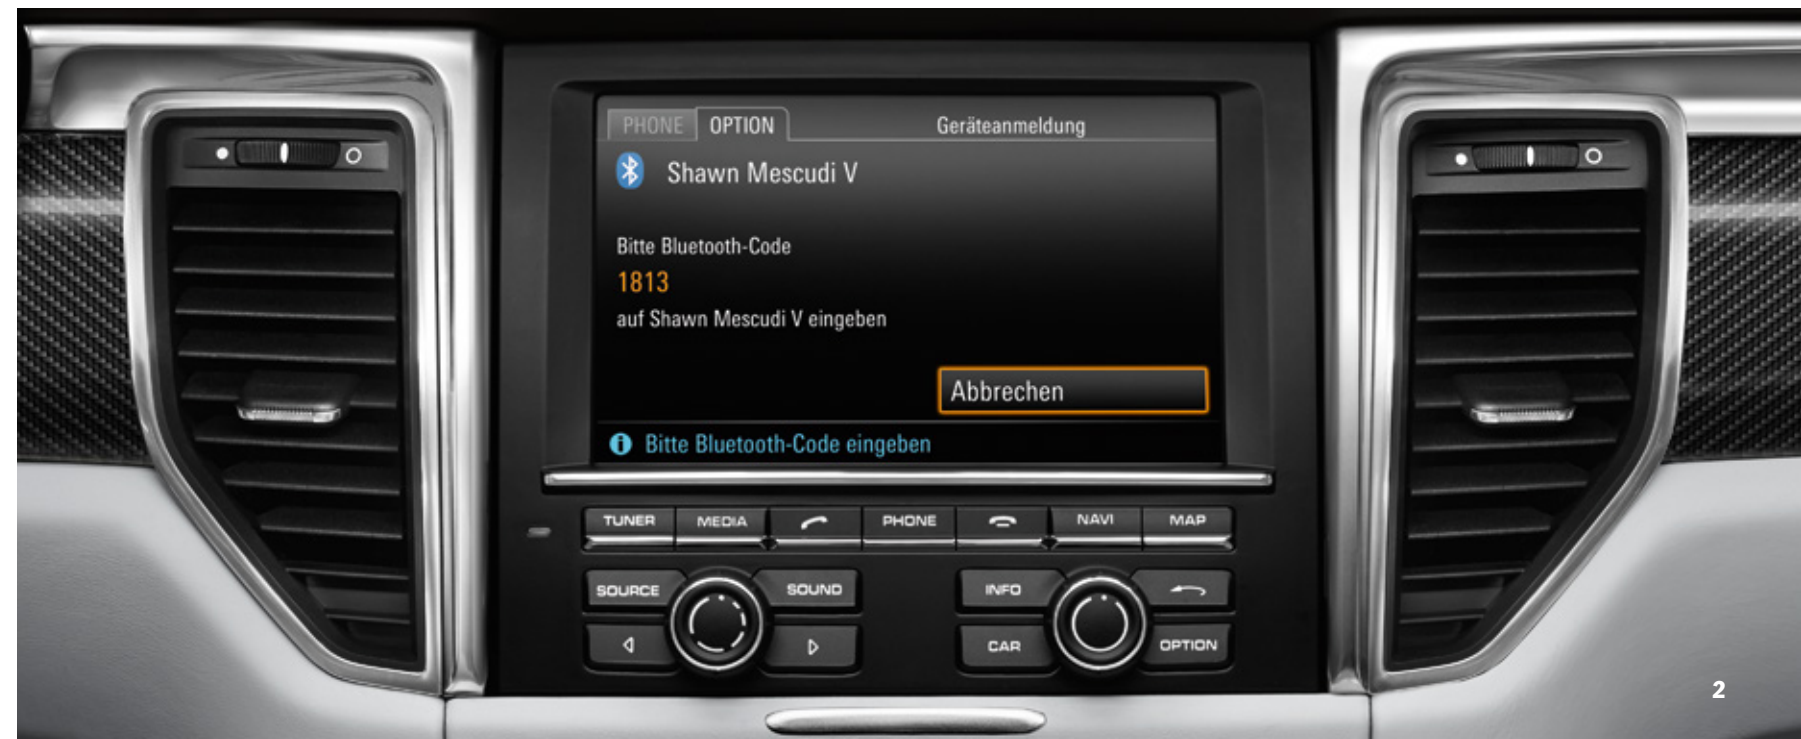 PHONE OPTION Geräteanmeldung
Shawn Mescudi V
Bitte Bluetooth-Code
1813
auf Shawn Mescudi V eingeben
Abbrechen
Bitte Bluetooth-Code eingeben
TUNER MEDIA PHONE NAVI MAP
SOURCE SOUND INFO
CAR OPTION
2